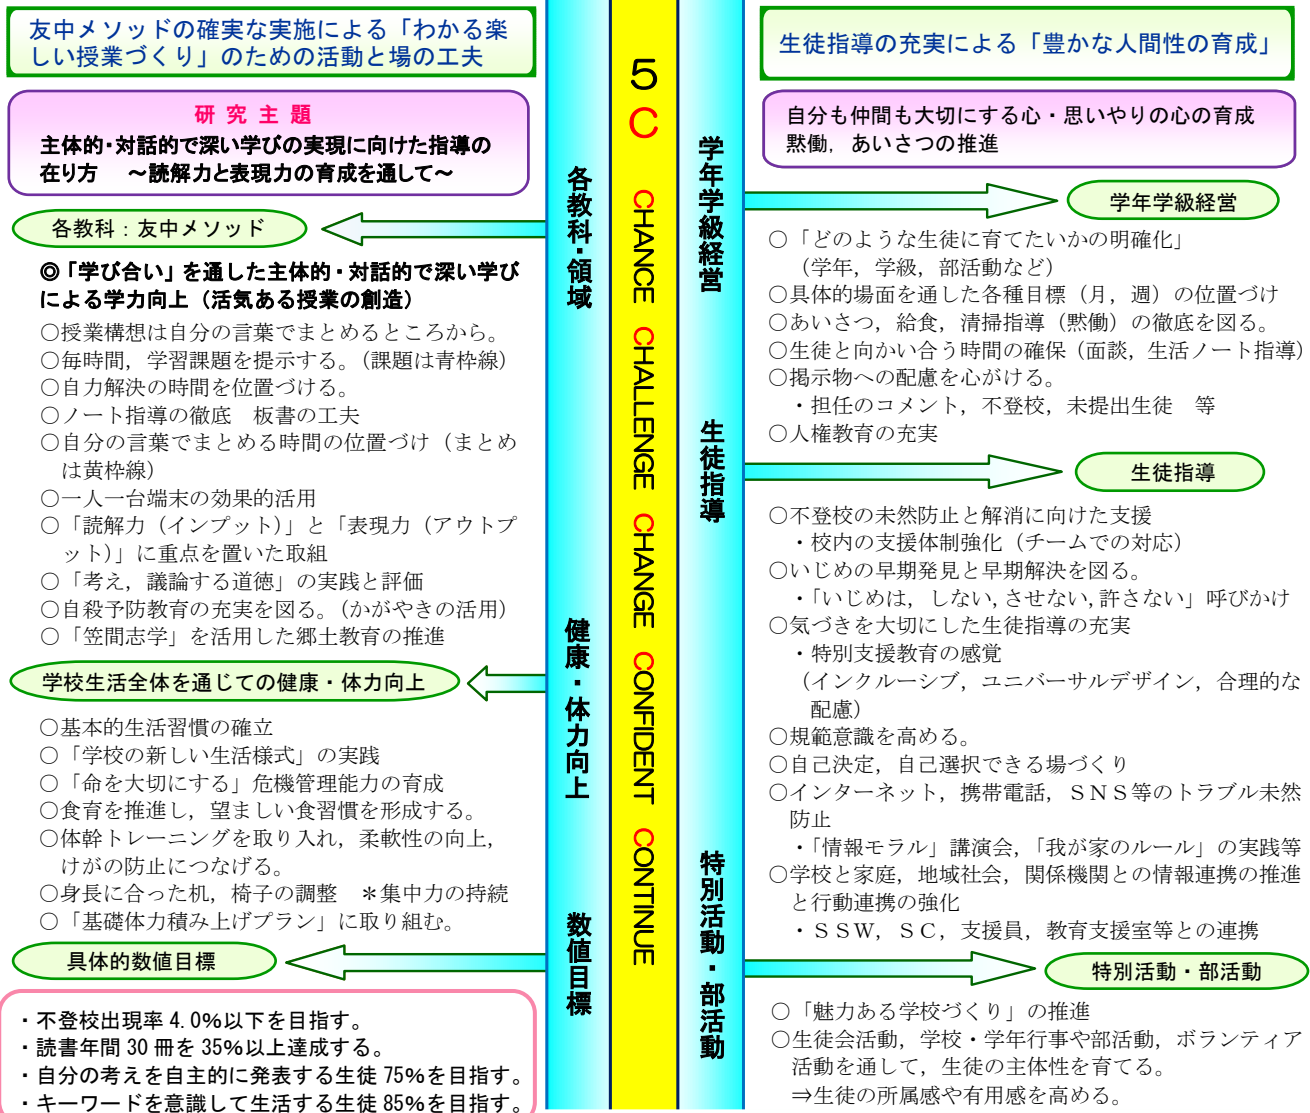 友中メソッドの確実な実施による「わかる楽
しい授業づくり」のための活動と場の工夫
研 究 主 題
主体的・対話的で深い学びの実現に向けた指導の
在り方　～読解力と表現力の育成を通して～
各教科：友中メソッド
◎「学び合い」を通した主体的・対話的で深い学び
による学力向上（活気ある授業の創造）
○授業構想は自分の言葉でまとめるところから。
○毎時間，学習課題を提示する。（課題は青枠線）
○自力解決の時間を位置づける。
○ノート指導の徹底　板書の工夫
○自分の言葉でまとめる時間の位置づけ（まとめ
は黄枠線）
○一人一台端末の効果的活用
○「読解力（インプット）」と「表現力（アウトプ
ット）」に重点を置いた取組
○「考え，議論する道徳」の実践と評価
○自殺予防教育の充実を図る。（かがやきの活用）
○「笠間志学」を活用した郷土教育の推進
学校生活全体を通じての健康・体力向上
○基本的生活習慣の確立
○「学校の新しい生活様式」の実践
○「命を大切にする」危機管理能力の育成
○食育を推進し，望ましい食習慣を形成する。
○体幹トレーニングを取り入れ，柔軟性の向上，
けがの防止につなげる。
○身長に合った机，椅子の調整　＊集中力の持続
○「基礎体力積み上げプラン」に取り組む。
具体的数値目標
・不登校出現率 4.0%以下を目指す。
・読書年間 30 冊を 35%以上達成する。
・自分の考えを自主的に発表する生徒 75%を目指す。
・キーワードを意識して生活する生徒 85%を目指す。
各教科・領域
健康・体力向上
数値目標
5C CHANCE CHALLENGE CHANGE CONFIDENT CONTINUE
学年学級経営
生徒指導
特別活動・部活動
生徒指導の充実による「豊かな人間性の育成」
自分も仲間も大切にする心・思いやりの心の育成
黙働，あいさつの推進
学年学級経営
○「どのような生徒に育てたいかの明確化」
（学年，学級，部活動など）
○具体的場面を通した各種目標（月，週）の位置づけ
○あいさつ，給食，清掃指導（黙働）の徹底を図る。
○生徒と向かい合う時間の確保（面談，生活ノート指導）
○掲示物への配慮を心がける。
・担任のコメント，不登校，未提出生徒　等
○人権教育の充実
生徒指導
○不登校の未然防止と解消に向けた支援
・校内の支援体制強化（チームでの対応）
○いじめの早期発見と早期解決を図る。
・「いじめは，しない,させない,許さない」呼びかけ
○気づきを大切にした生徒指導の充実
・特別支援教育の感覚
（インクルーシブ，ユニバーサルデザイン，合理的な
配慮）
○規範意識を高める。
○自己決定，自己選択できる場づくり
○インターネット，携帯電話，ＳＮＳ等のトラブル未然
防止
・「情報モラル」講演会，「我が家のルール」の実践等
○学校と家庭，地域社会，関係機関との情報連携の推進
と行動連携の強化
・ＳＳＷ，ＳＣ，支援員，教育支援室等との連携
特別活動・部活動
○「魅力ある学校づくり」の推進
○生徒会活動，学校・学年行事や部活動，ボランティア
活動を通して，生徒の主体性を育てる。
⇒生徒の所属感や有用感を高める。